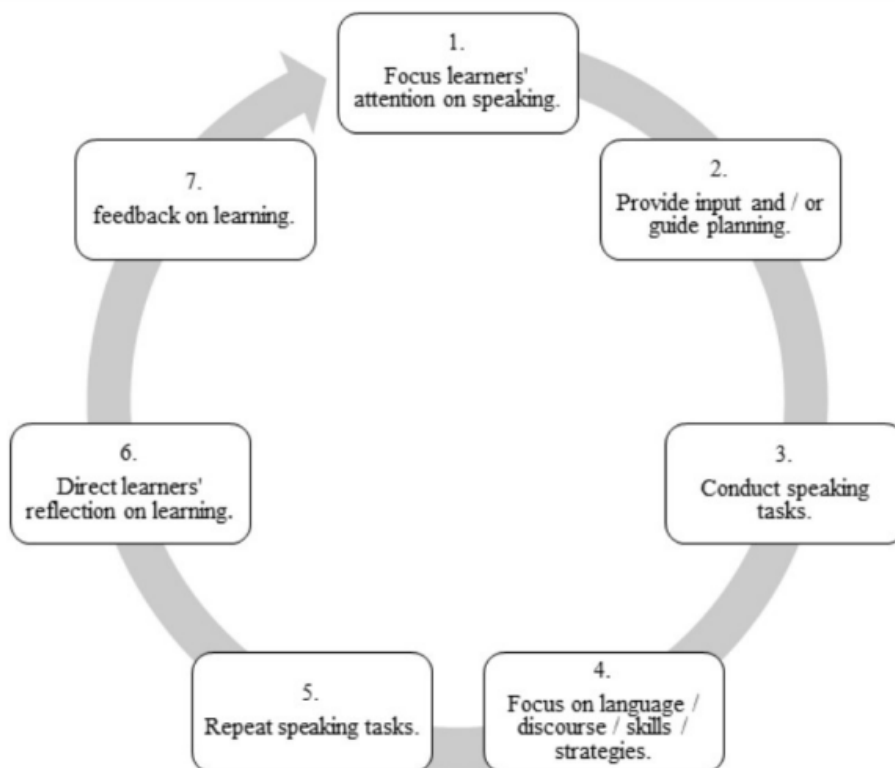 1.
Focus learners'
attention on speaking.
2.
Provide input and / or
guide planning.
3.
Conduct speaking
tasks.
4.
Focus on language /
discourse / skills /
strategies.
5.
Repeat speaking tasks.
6.
Direct learners'
reflection on learning.
7.
feedback on learning.